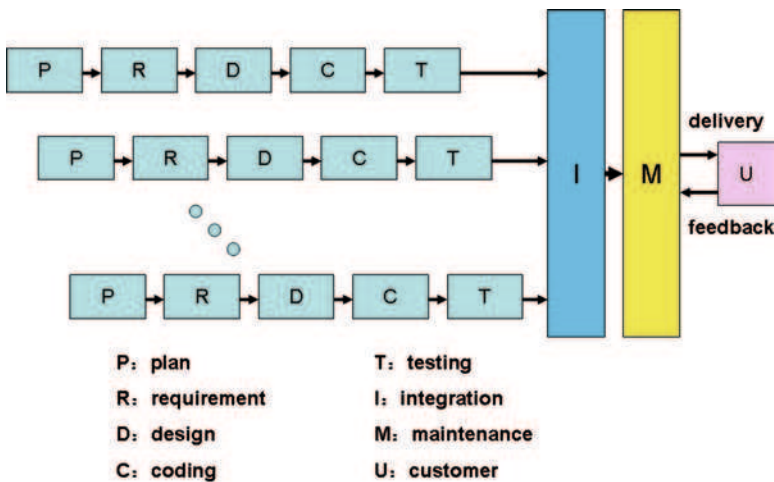 P R D C T
delivery
P R D C T
I M U
feedback
P R D C T
P：plan
T：testing
R：requirement
I：integration
D：design
M：maintenance
C：coding
U：customer